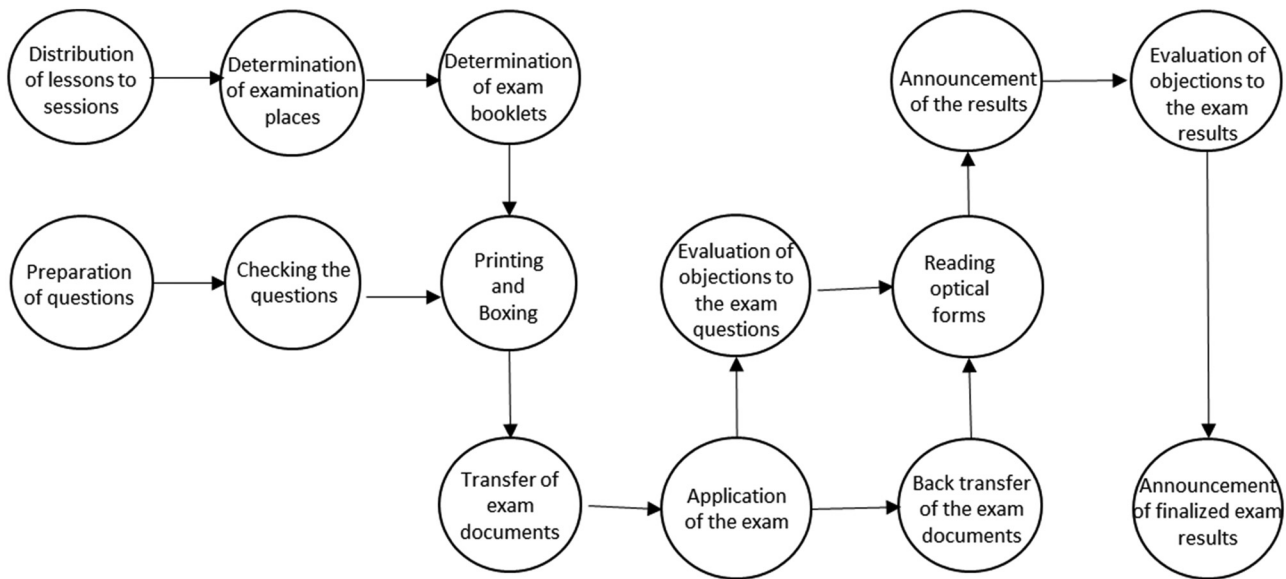 Distribution
of lessons to
sessions
Determination
of examination
places
Determination
of exam
booklets
Announcement
of the results
Evaluation of
objections to
the exam
results
Preparation
of questions
Checking the
questions
Printing
and
Boxing
Evaluation of
objections to
the exam
questions
Reading
optical
forms
Transfer of
exam
documents
Application
of the exam
Back transfer
of the exam
documents
Announcement
of finalized exam
results